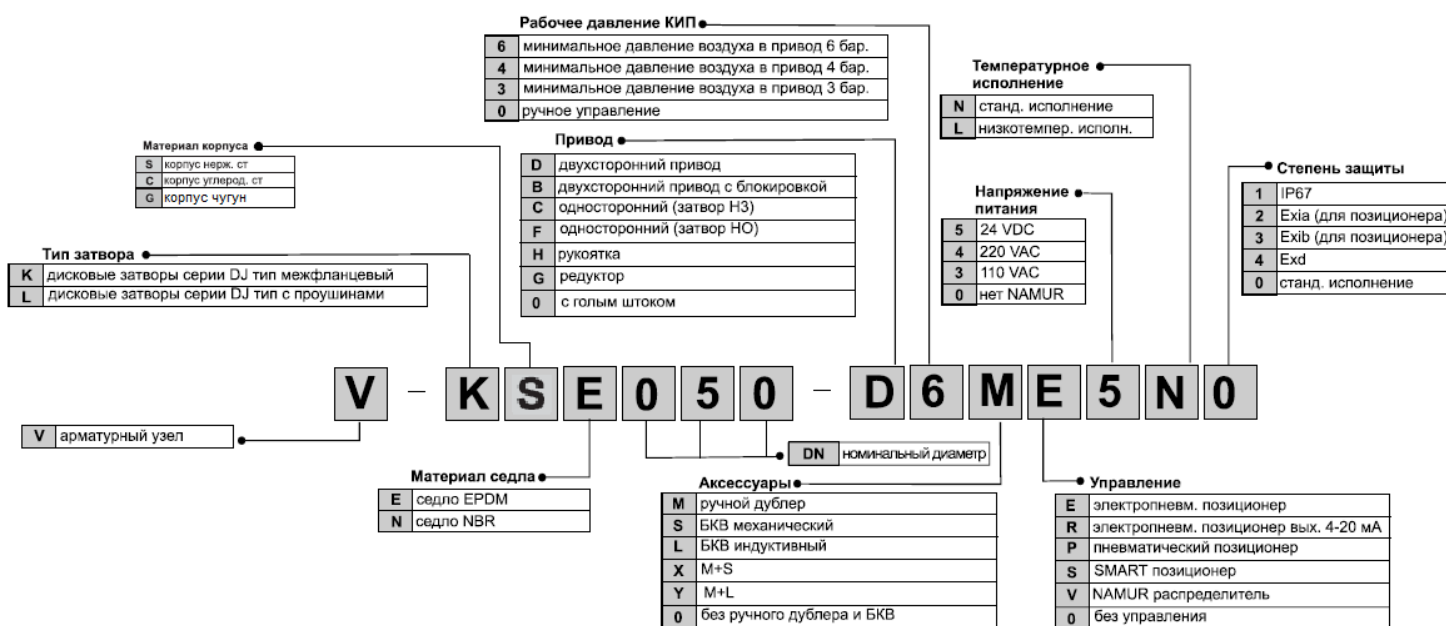 Рабочее давление КИП
6 минимальное давление воздуха в привод 6 бар.
4 минимальное давление воздуха в привод 4 бар.
3 минимальное давление воздуха в привод 3 бар.
0 ручное управление
Температурное
исполнение
N станд. исполнение
L низкотемпер. исполн.
Материал корпуса
S корпус нерж. ст
C корпус углерод. ст
G корпус чугун
Привод
D двухсторонний привод
B двухсторонний привод с блокировкой
C односторонний (затвор НЗ)
F односторонний (затвор НО)
H рукоятка
G редуктор
0 с голым штоком
Напряжение
питания
5 24 VDC
4 220 VAC
3 110 VAC
0 нет NAMUR
Степень защиты
1 IP67
2 Exia (для позиционера)
3 Exib (для позиционера)
4 Exd
0 станд. исполнение
Тип затвора
K дисковые затворы серии DJ тип межфланцевый
L дисковые затворы серии DJ тип с проушинами
V – K S E 0 5 0 – D 6 M E 5 N 0
V арматурный узел
DN номинальный диаметр
Материал седла
E седло EPDM
N седло NBR
Аксессуары
M ручной дублер
S БКВ механический
L БКВ индуктивный
X M+S
Y M+L
0 без ручного дублера и БКВ
Управление
E электропневм. позиционер
R электропневм. позиционер вых. 4-20 мА
P пневматический позиционер
S SMART позиционер
V NAMUR распределитель
0 без управления